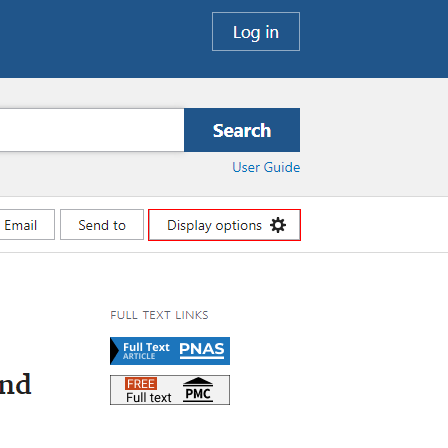 Log in
Search
User Guide
Email Send to Display options
FULL TEXT LINKS
Full Text
ARTICLE PNAS
FREE
Full text PMC
nd